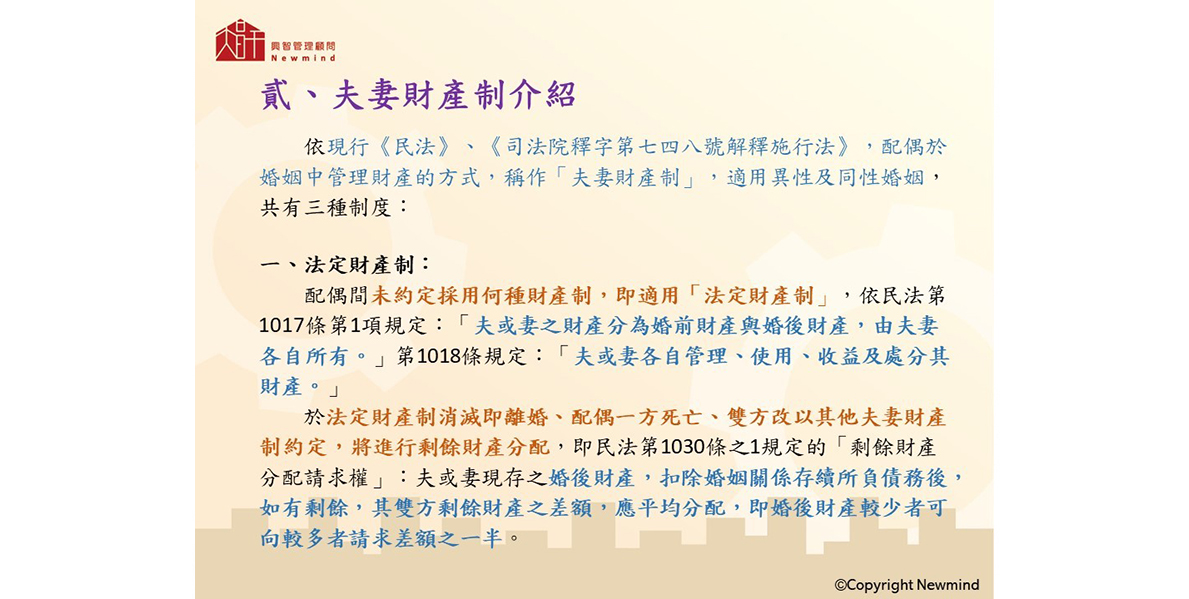 興智管理顧問
Newmind
貳、夫妻財產制介紹
依現行《民法》、《司法院釋字第七四八號解釋施行法》，配偶於
婚姻中管理財產的方式，稱作「夫妻財產制」，適用異性及同性婚姻，
共有三種制度：
一、法定財產制：
配偶間未約定採用何種財產制，即適用「法定財產制」，依民法第
1017條第1項規定：「夫或妻之財產分為婚前財產與婚後財產，由夫妻
各自所有。」第1018條規定：「夫或妻各自管理、使用、收益及處分其
財產。」
於法定財產制消滅即離婚、配偶一方死亡、雙方改以其他夫妻財產
制約定，將進行剩餘財產分配，即民法第1030條之1規定的「剩餘財產
分配請求權」：夫或妻現存之婚後財產，扣除婚姻關係存續所負債務後，
如有剩餘，其雙方剩餘財產之差額，應平均分配，即婚後財產較少者可
向較多者請求差額之一半。
©Copyright Newmind